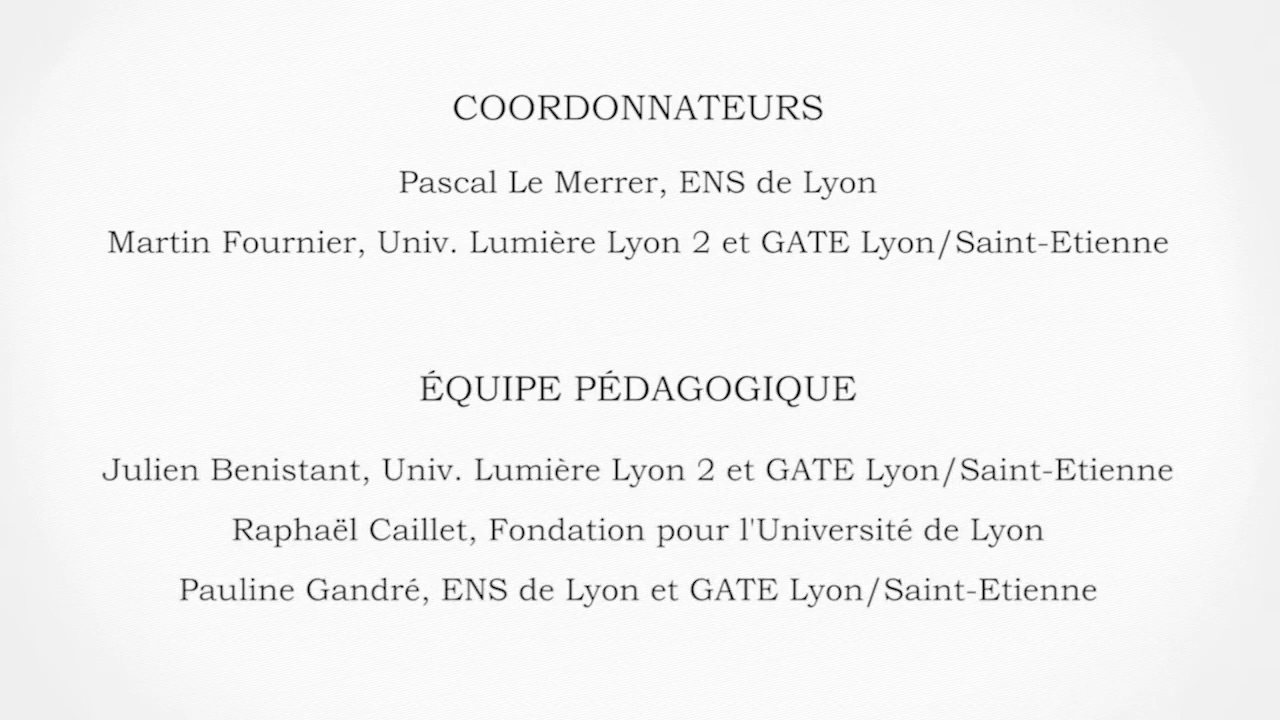 COORDONNATEURS
Pascal Le Merrer, ENS de Lyon
Martin Fournier, Univ. Lumière Lyon 2 et GATE Lyon/Saint-Etienne
ÉQUIPE PÉDAGOGIQUE
Julien Benistant, Univ. Lumière Lyon 2 et GATE Lyon/Saint-Etienne
Raphaël Caillet, Fondation pour l'Université de Lyon
Pauline Gandré, ENS de Lyon et GATE Lyon/Saint-Etienne